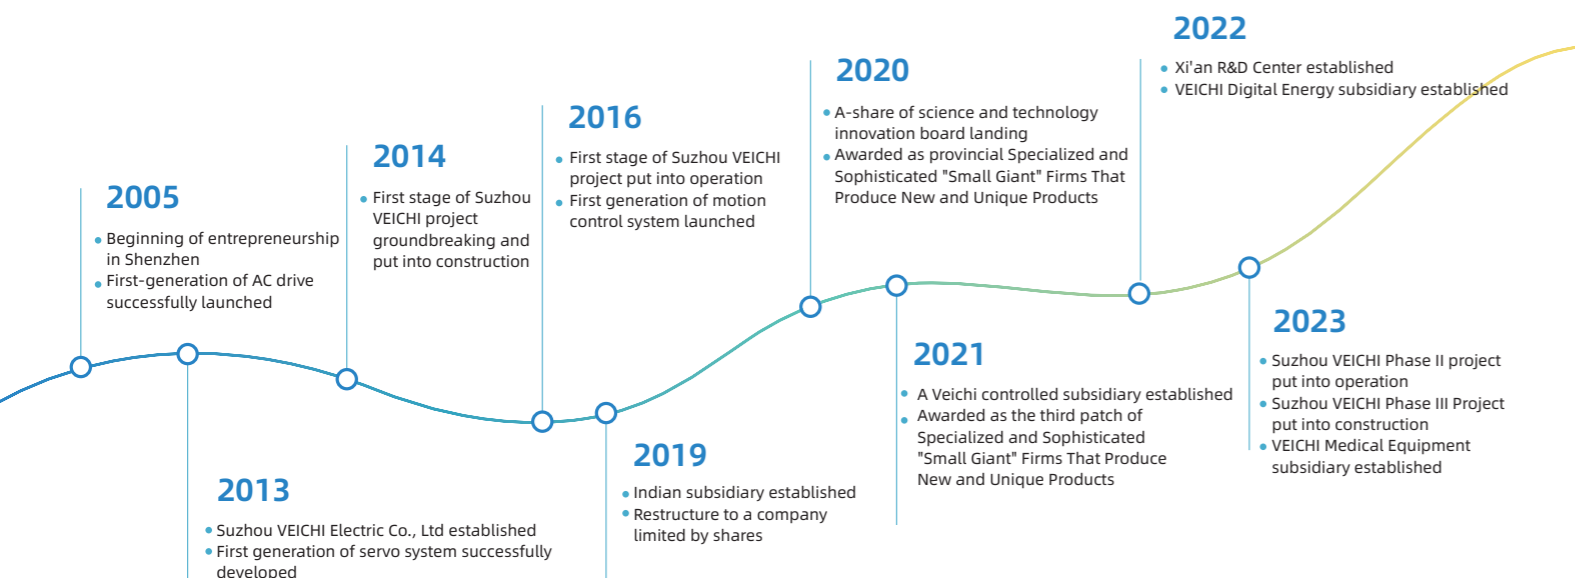 2005
Beginning of entrepreneurship
in Shenzhen
First-generation of AC drive
successfully launched
2013
Suzhou VEICHI Electric Co., Ltd established
First generation of servo system successfully
developed
2014
First stage of Suzhou
VEICHI project
groundbreaking and
put into construction
2016
First stage of Suzhou VEICHI
project put into operation
First generation of motion
control system launched
2019
Indian subsidiary established
Restructure to a company
limited by shares
2020
A-share of science and technology
innovation board landing
Awarded as provincial Specialized and
Sophisticated "Small Giant" Firms That
Produce New and Unique Products
2021
A Veichi controlled subsidiary established
Awarded as the third patch of
Specialized and Sophisticated
"Small Giant" Firms That Produce
New and Unique Products
2022
Xi'an R&D Center established
VEICHI Digital Energy subsidiary established
2023
Suzhou VEICHI Phase II project
put into operation
Suzhou VEICHI Phase III Project
put into construction
VEICHI Medical Equipment
subsidiary established